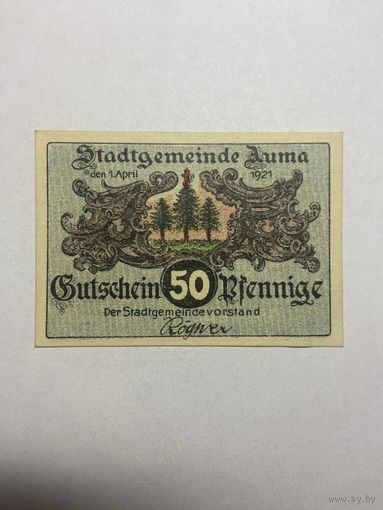 Stadtgemeinde Auma
den 1. April 1921
Gutschein 50 Pfennige
Der Stadtgemeindevorstand
www.ay.by